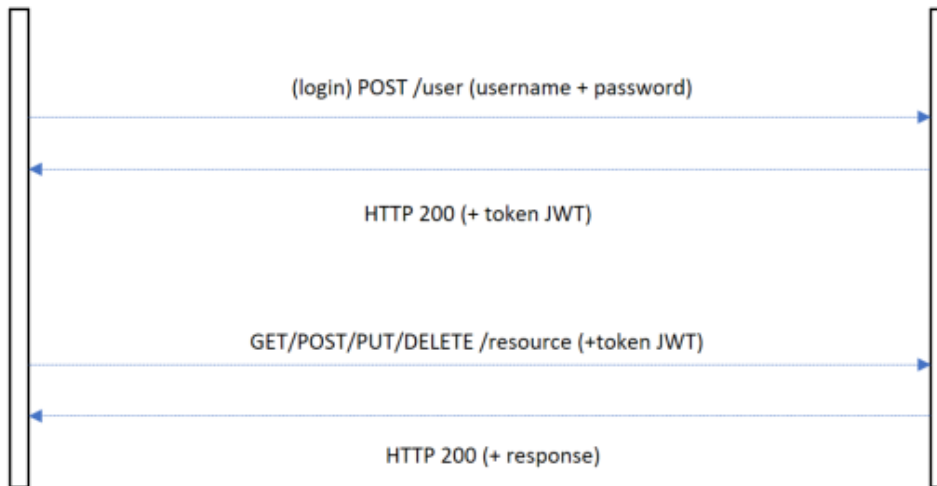 (login) POST /user (username + password)
HTTP 200 (+ token JWT)
GET/POST/PUT/DELETE /resource (+token JWT)
HTTP 200 (+ response)